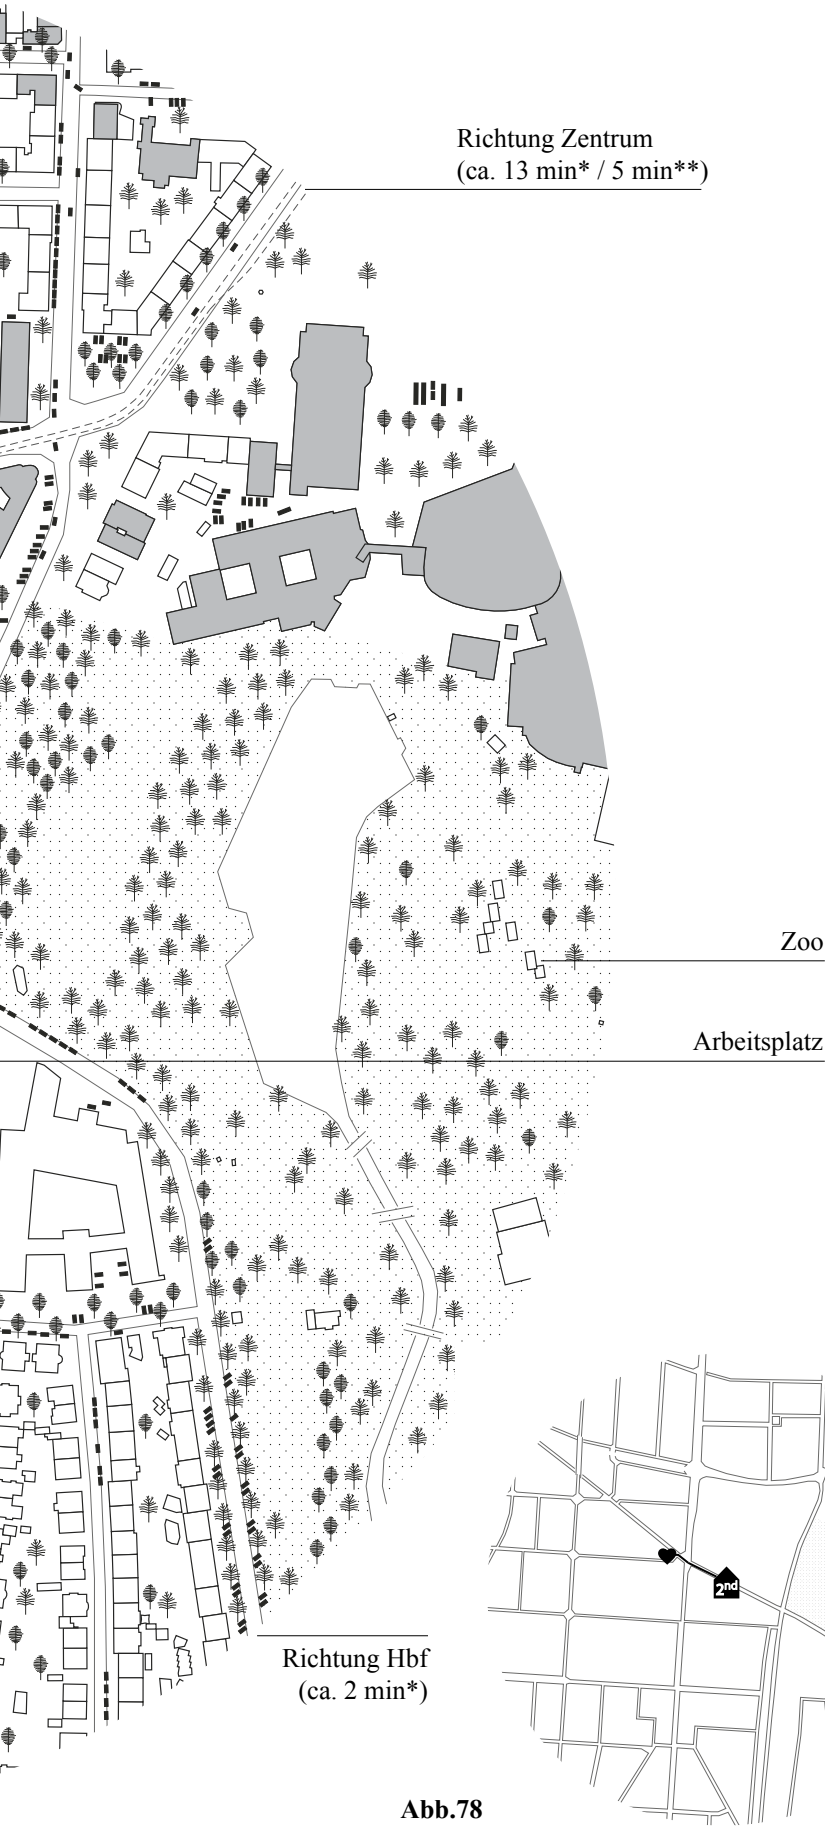 Richtung Zentrum
(ca. 13 min* / 5 min**)
Zoo
Arbeitsplatz
2nd
Richtung Hbf
(ca. 2 min*)
Abb.78